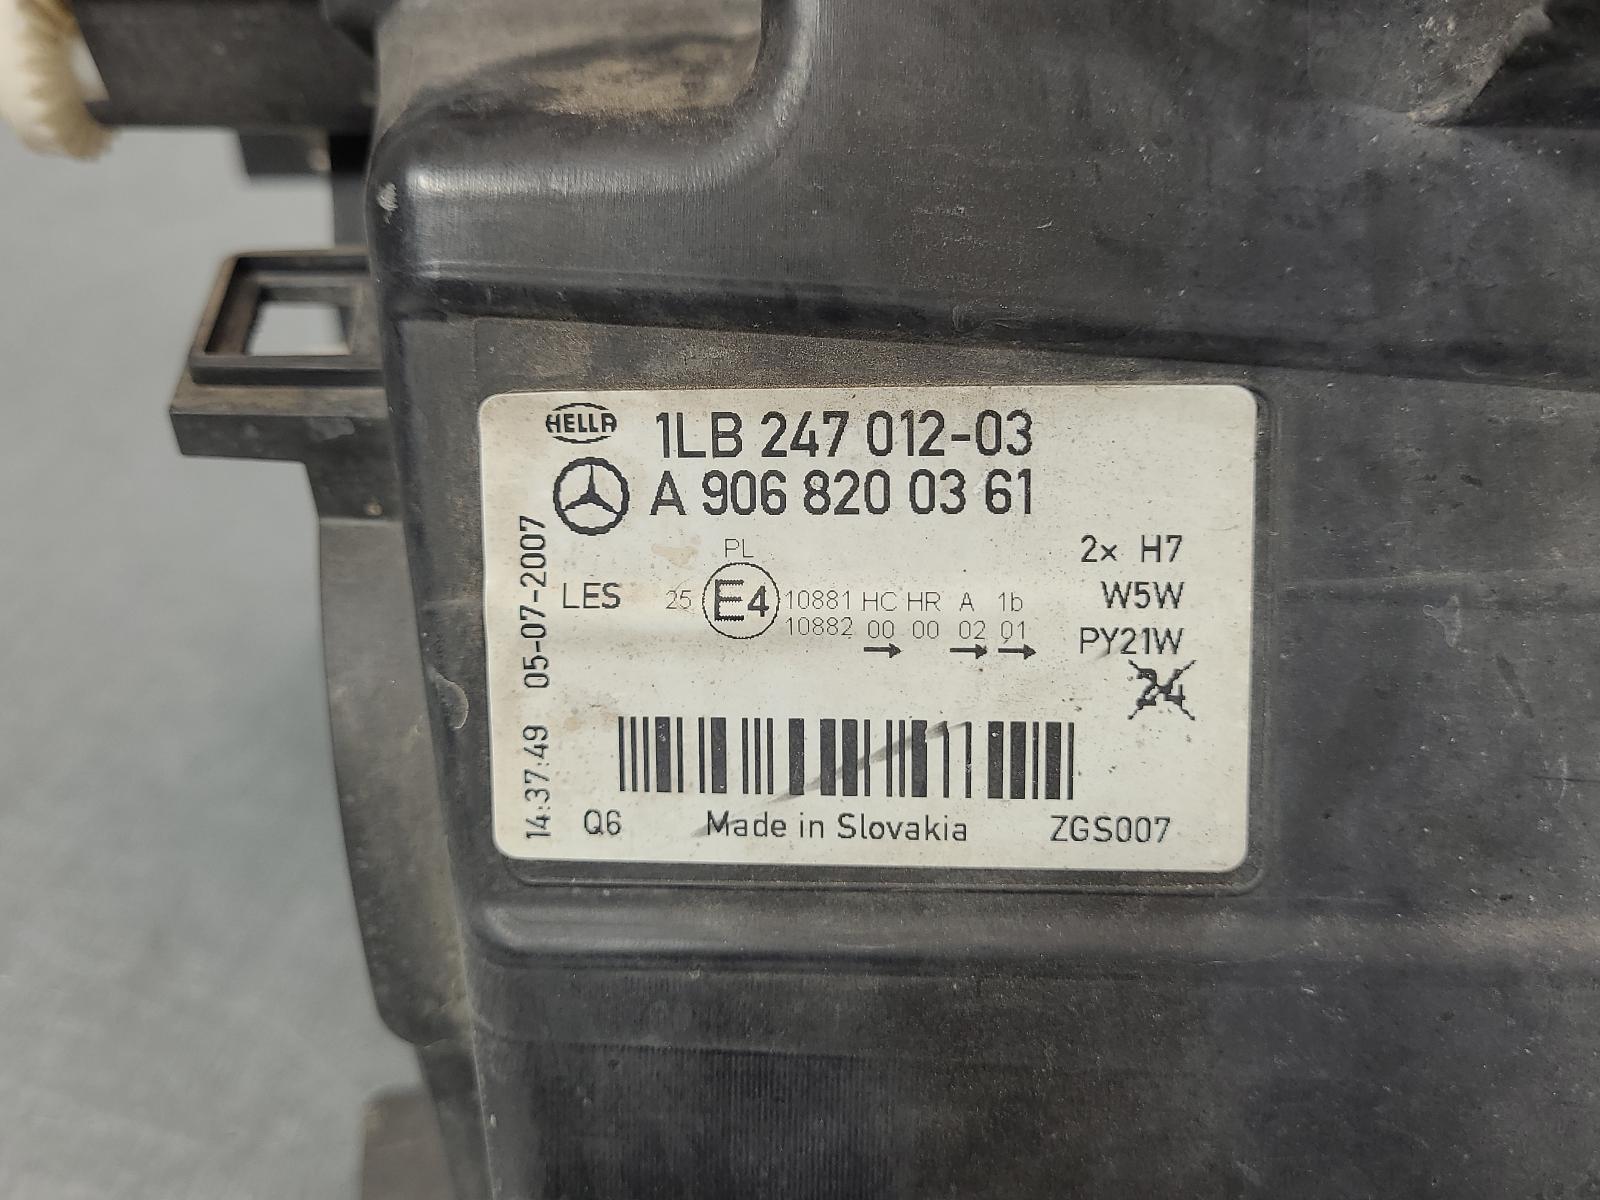 HELLA 1LB 247 012-03
A 906 820 03 61
PL
2x H7
LES 25 E4 10881 HC HR A 1b W5W
10882 00 00 02 01 PY21W
24
14:37:49 05-07-2007
Q6 Made in Slovakia ZGS007